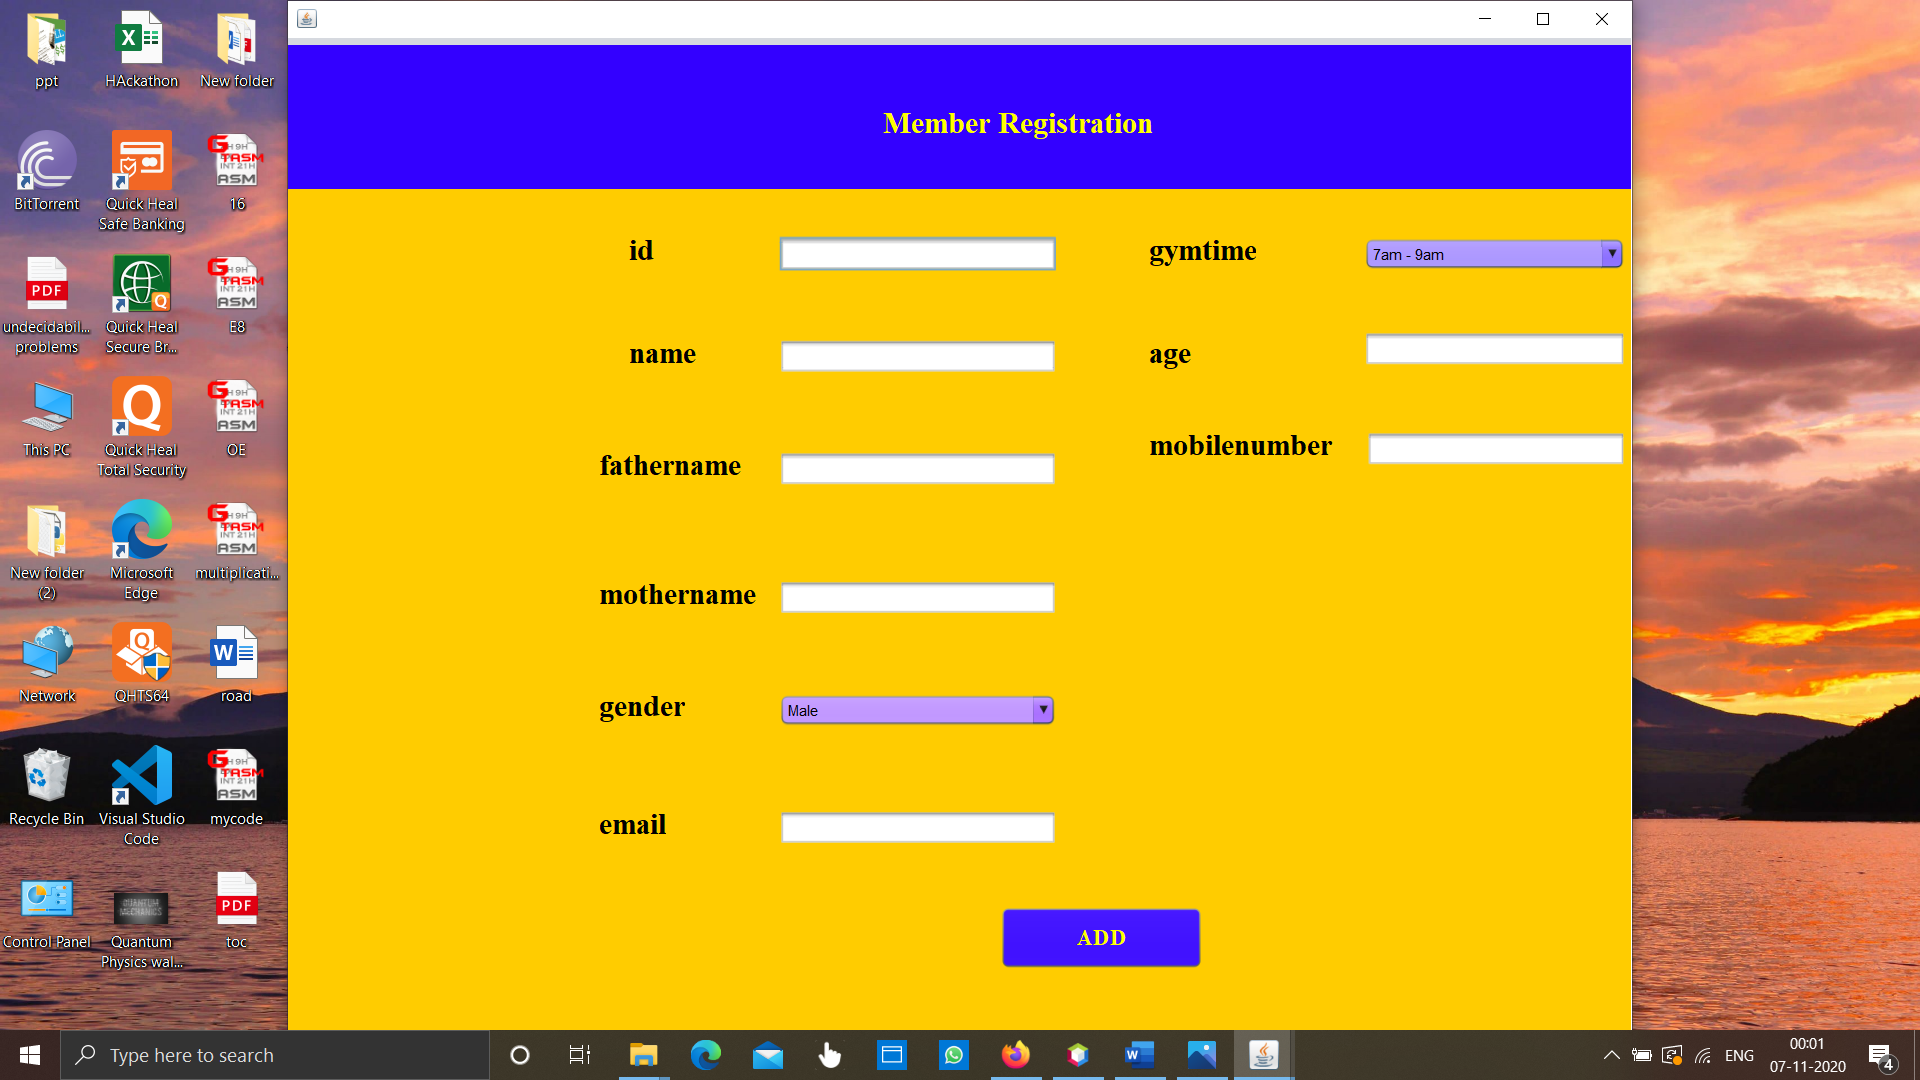 ppt
HAckathon
New folder
BitTorrent
Quick Heal
Safe Banking
16
undecidabil...
problems
Quick Heal
Secure Br...
E8
This PC
Quick Heal
Total Security
OE
New folder
(2)
Microsoft
Edge
multiplicati...
Network
QHTS64
road
Recycle Bin
Visual Studio
Code
mycode
Control Panel
Quantum
Physics wal...
toc
Member Registration
id
gymtime
7am - 9am
name
age
fathername
mobilenumber
mothername
gender
Male
email
ADD
Type here to search
ENG
00:01
07-11-2020
4